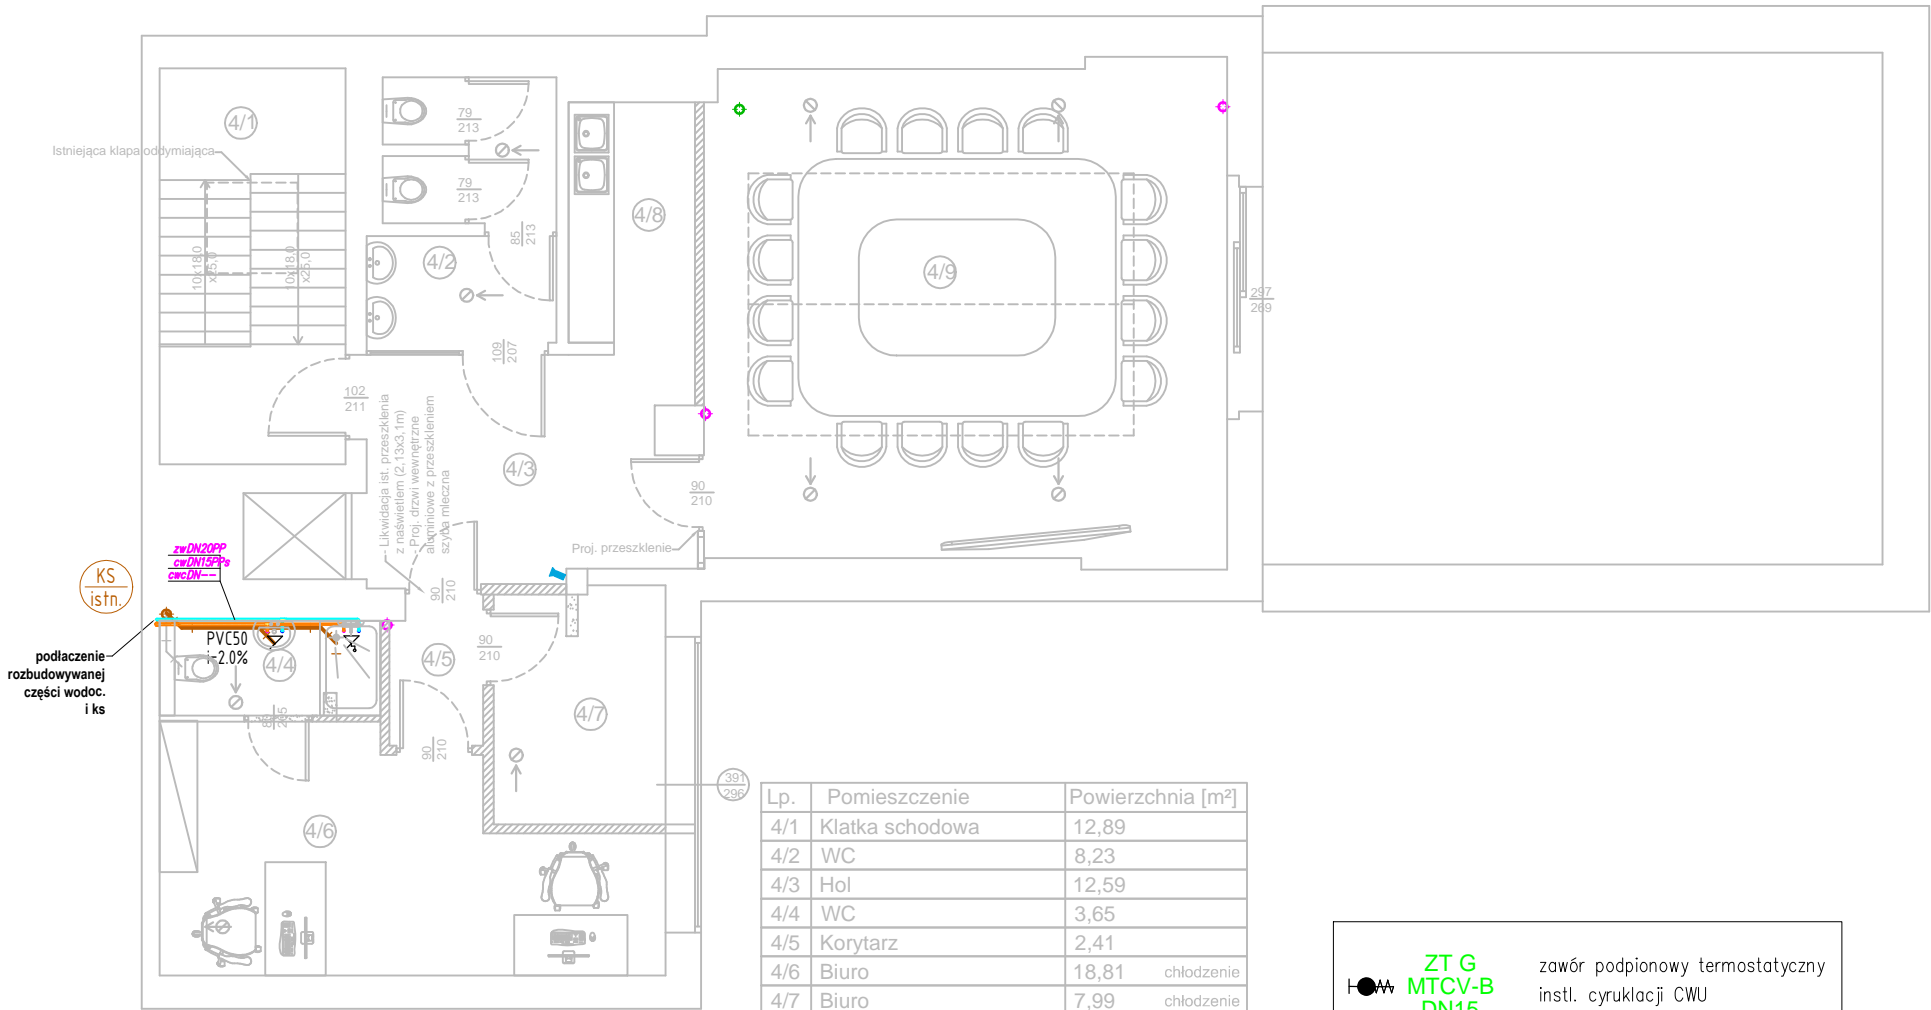 4/1
Istniejąca klapa oddymiająca
10x18,0
x25,0
10x18,0
x25,0
79
213
79
213
85
213
4/2
4/8
109
207
102
211
4/9
297
269
4/3
Likwidacja ist. przeszklenia
z naświetlem (2,13x3,1m)
- Proj. drzwi wewnętrzne
aluminiowe z przeszkleniem
szyba mleczna
90
210
Proj. przeszklenie
zwDN20PP
cwDN15PPs
cwcDN--
KS
istn.
PVC50
i-2.0%
podłaczenie
rozbudowywanej
części wodoc.
i ks
4/4
4/5
90
210
90
210
4/7
90
210
4/6
391
296
Lp. Pomieszczenie Powierzchnia [m²]
4/1 Klatka schodowa 12,89
4/2 WC 8,23
4/3 Hol 12,59
4/4 WC 3,65
4/5 Korytarz 2,41
4/6 Biuro 18,81 chłodzenie
4/7 Biuro 7,99 chłodzenie
ZT G
MTCV-B
DN15
zawór podpionowy termostatyczny
instl. cyruklacji CWU